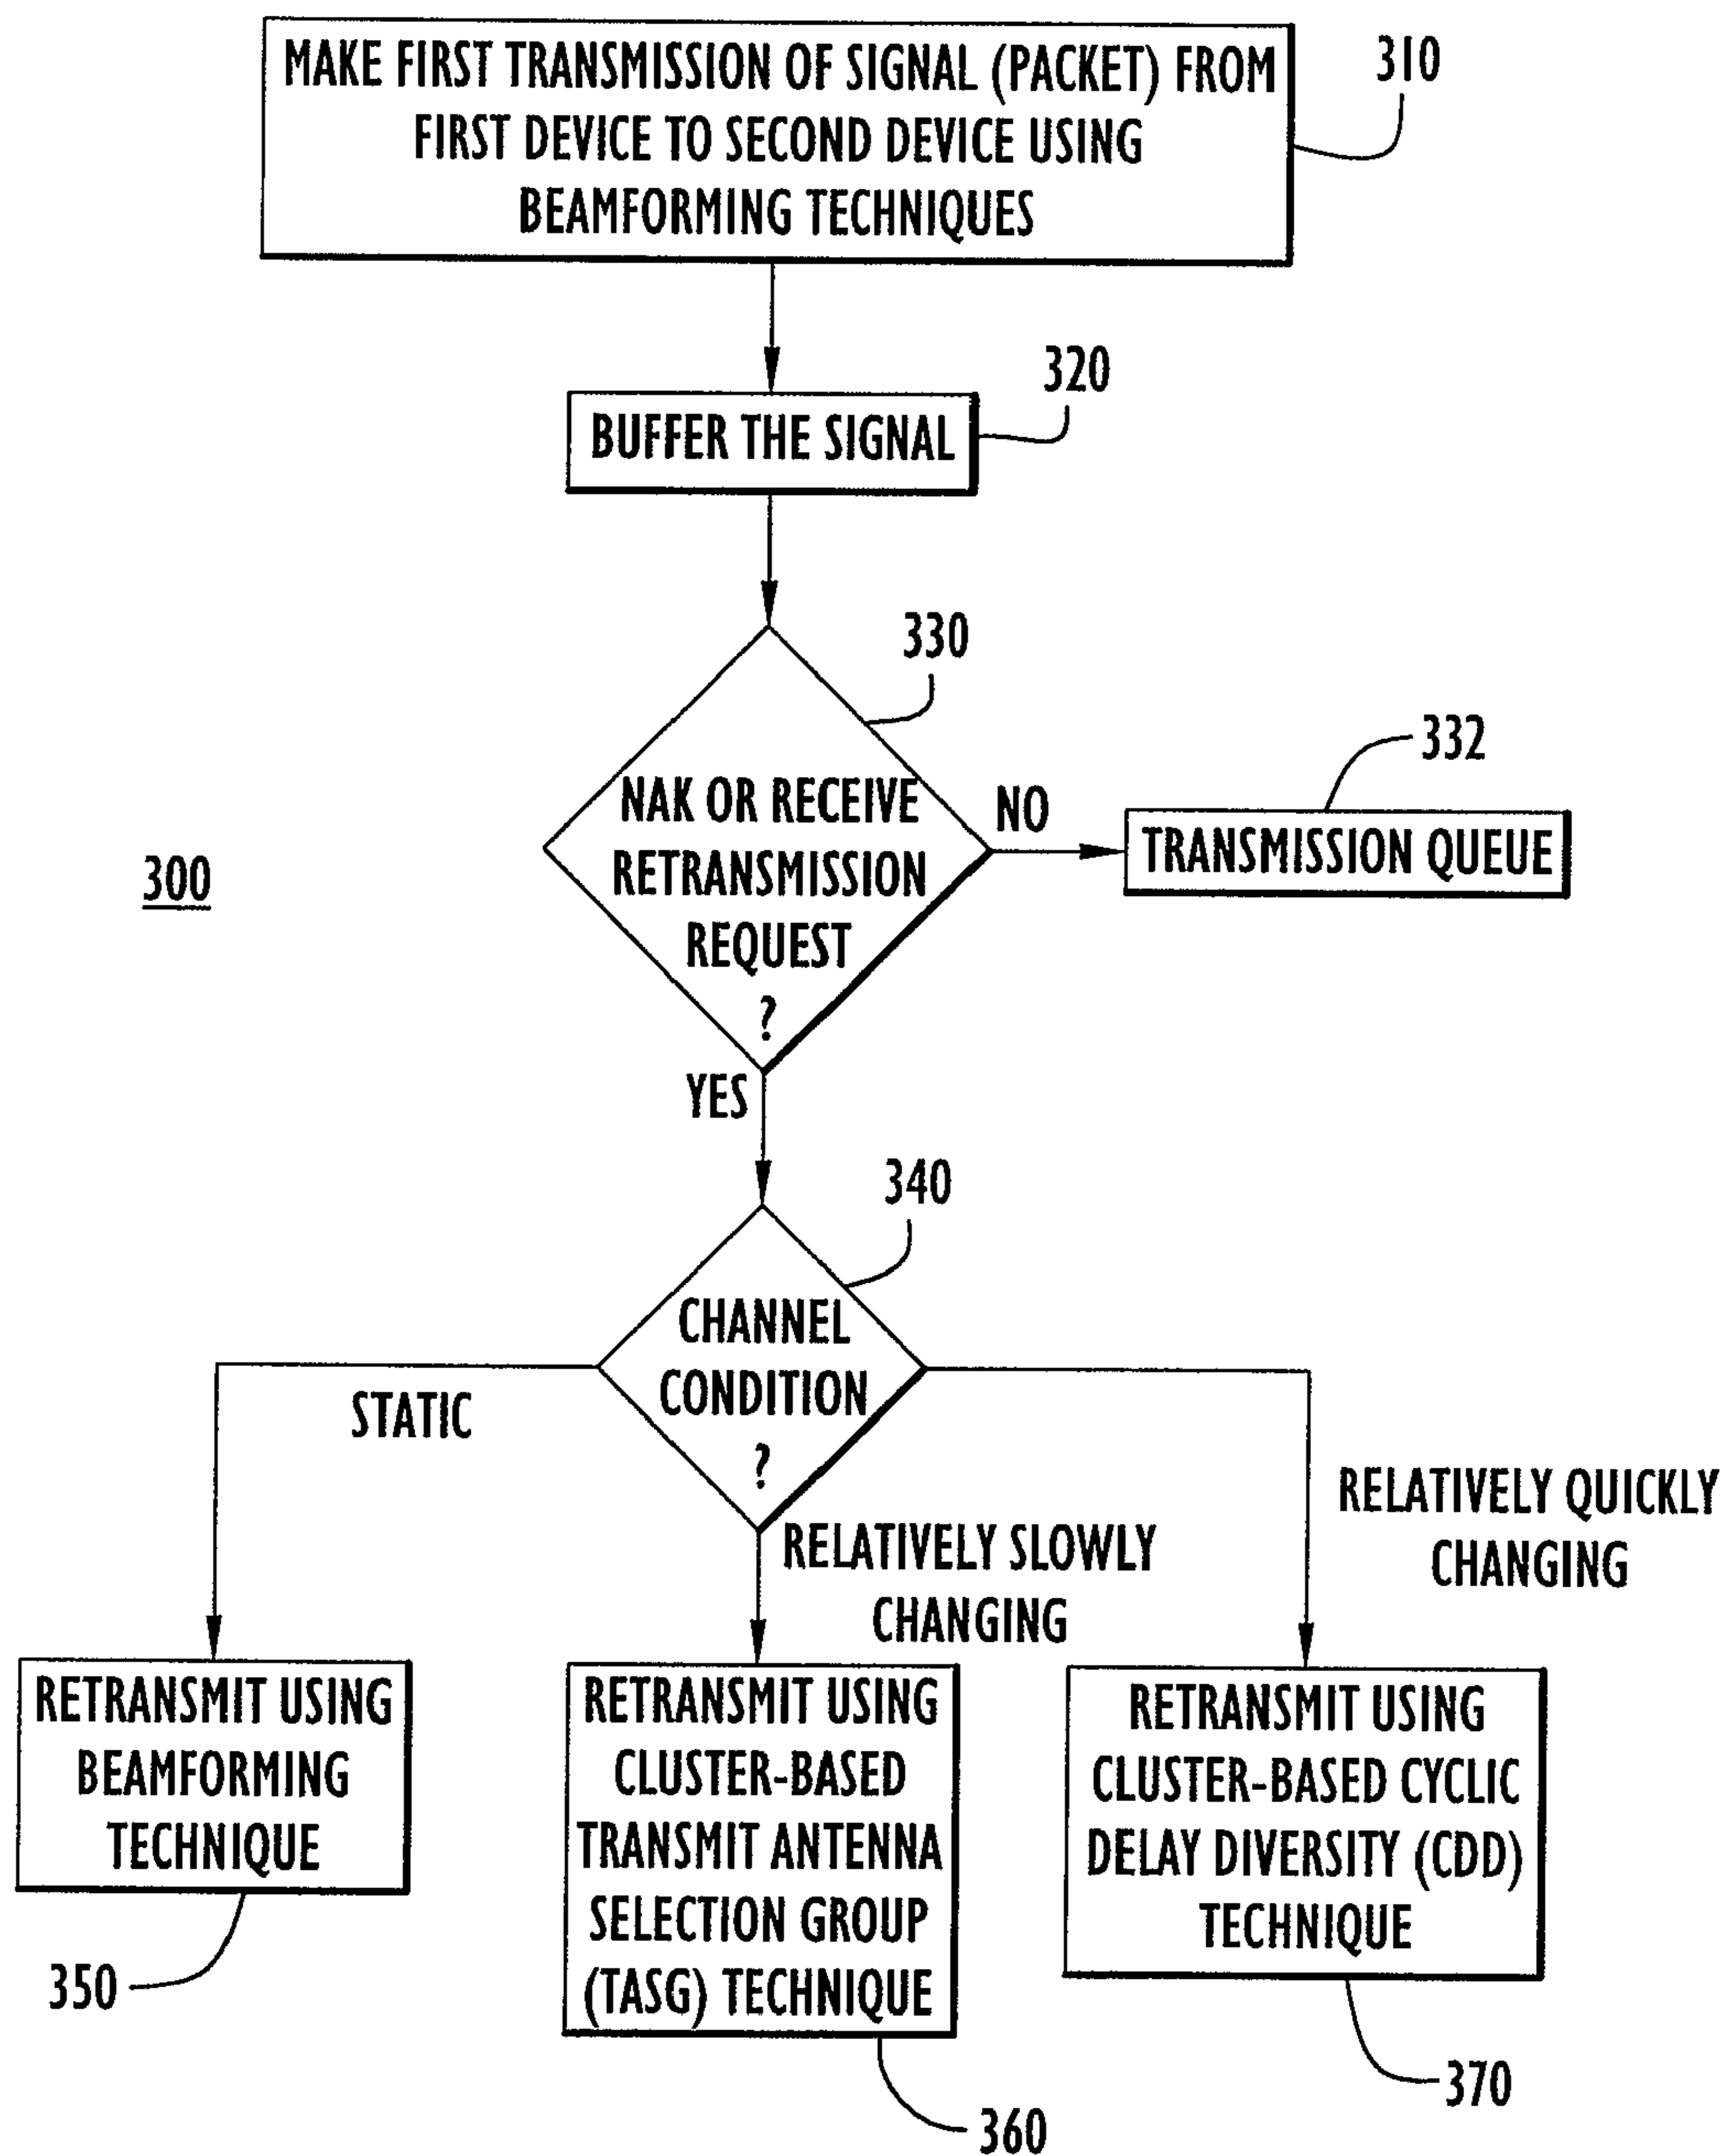 MAKE FIRST TRANSMISSION OF SIGNAL (PACKET) FROM
FIRST DEVICE TO SECOND DEVICE USING
BEAMFORMING TECHNIQUES
310
BUFFER THE SIGNAL
320
330
NAK OR RECEIVE
RETRANSMISSION
REQUEST
?
NO
332
TRANSMISSION QUEUE
300
YES
340
CHANNEL
CONDITION
?
STATIC
RELATIVELY SLOWLY
CHANGING
RELATIVELY QUICKLY
CHANGING
RETRANSMIT USING
BEAMFORMING
TECHNIQUE
350
RETRANSMIT USING
CLUSTER-BASED
TRANSMIT ANTENNA
SELECTION GROUP
(TASG) TECHNIQUE
360
RETRANSMIT USING
CLUSTER-BASED CYCLIC
DELAY DIVERSITY (CDD)
TECHNIQUE
370